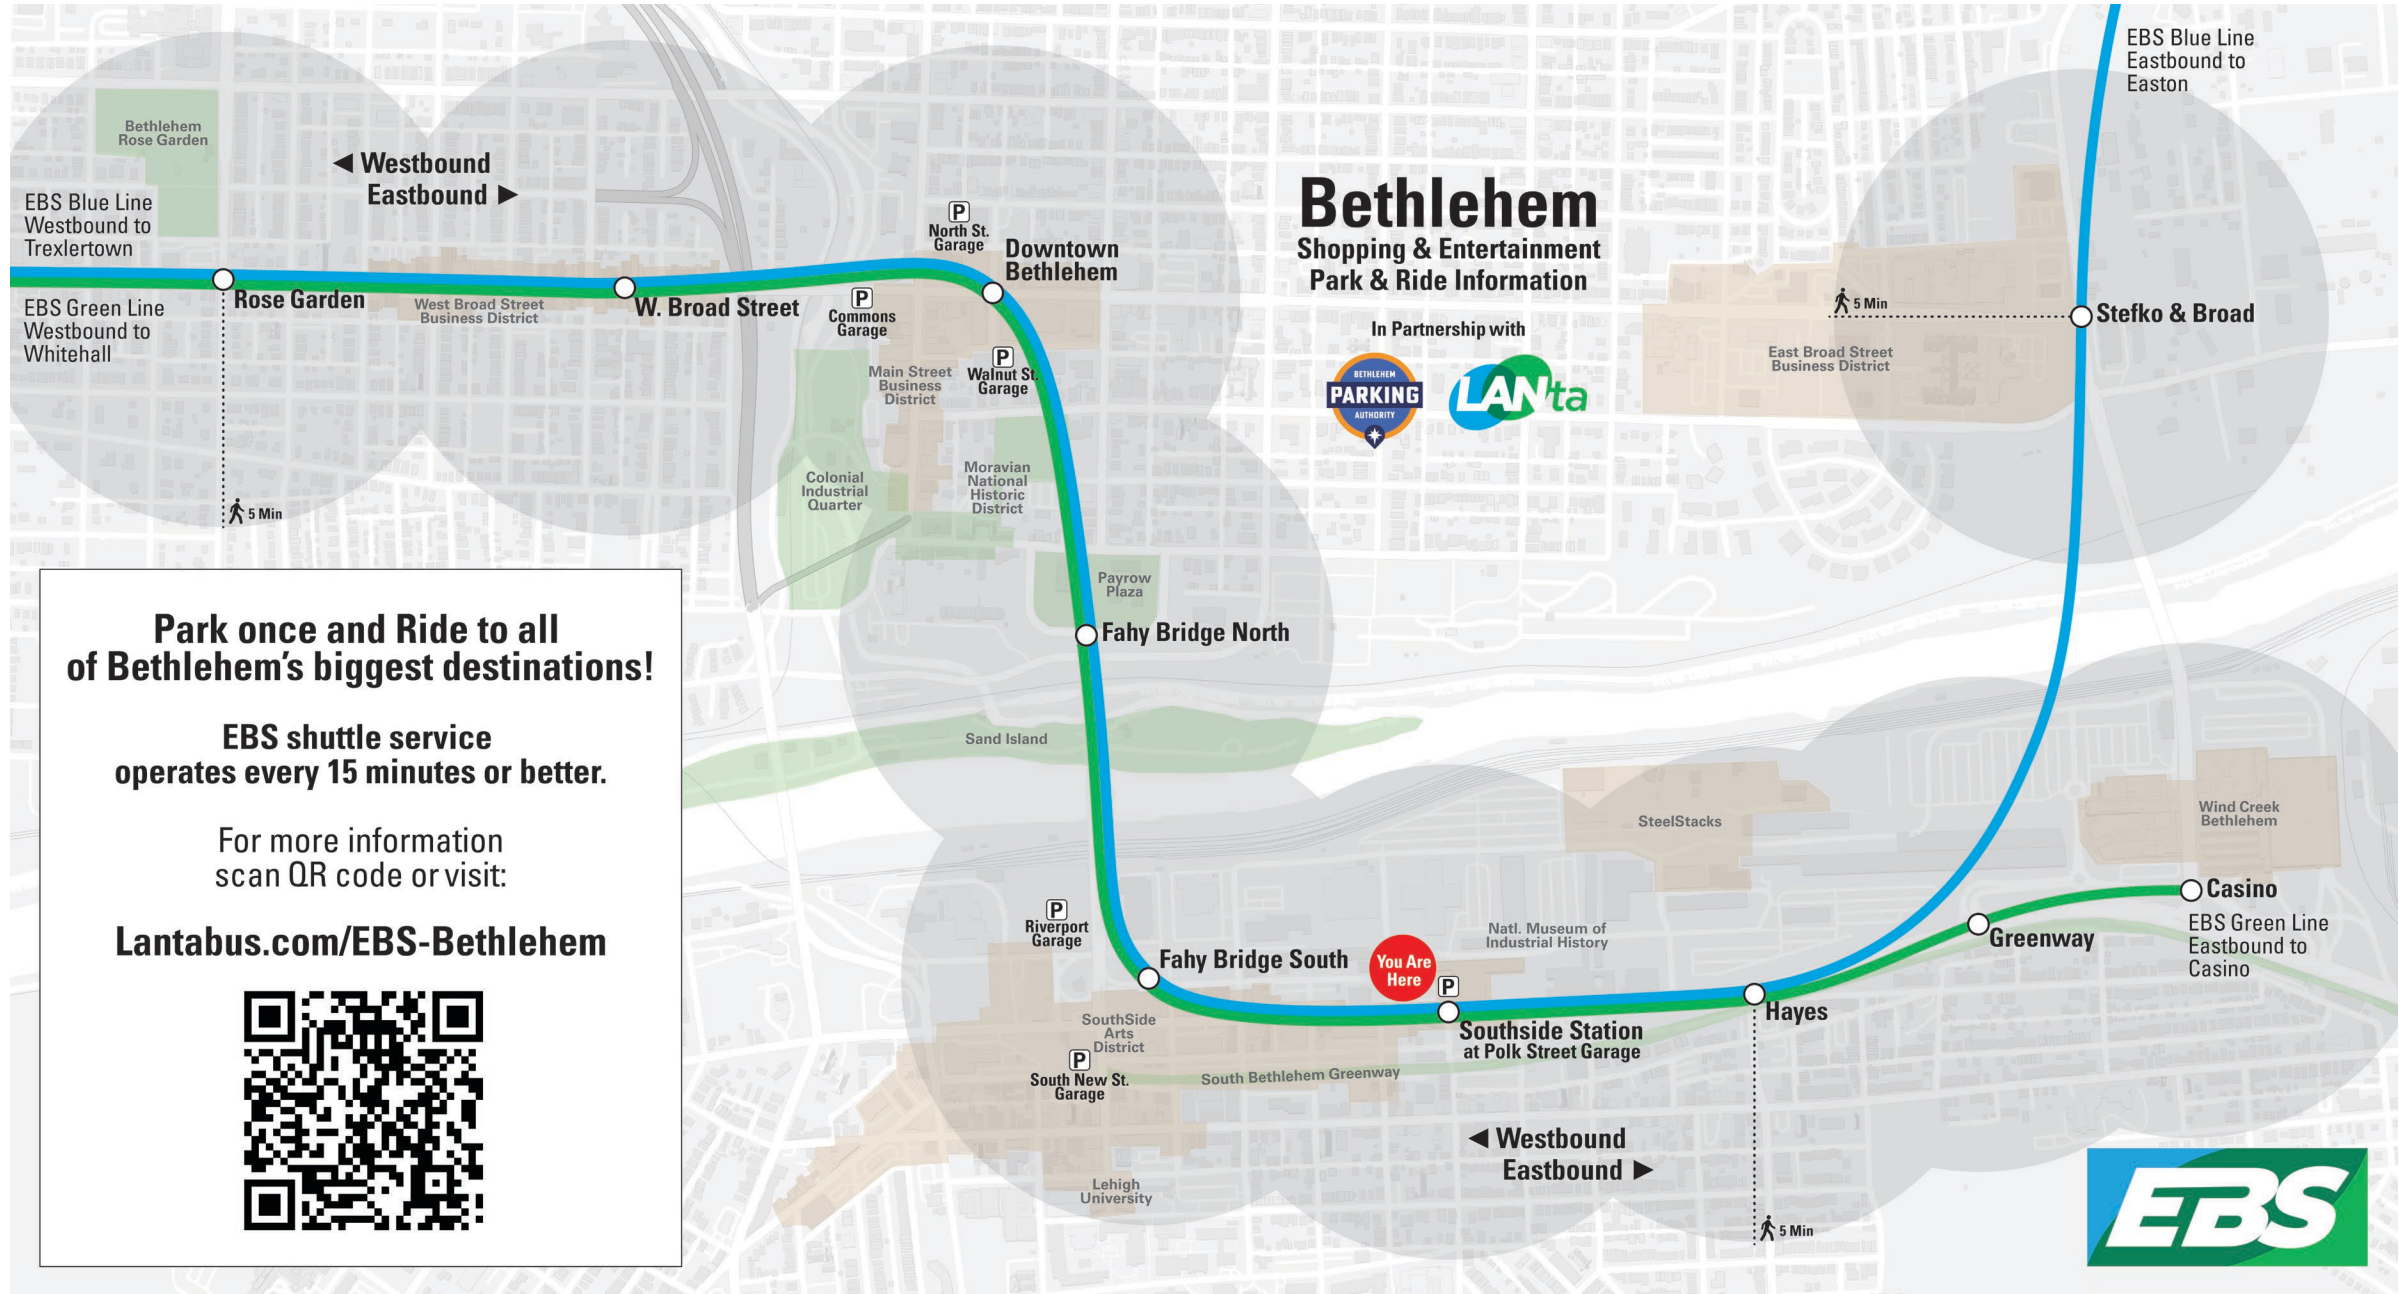 EBS Blue Line
Eastbound to
Easton
Bethlehem
Rose Garden
◀ Westbound
Eastbound ▶
EBS Blue Line
Westbound to
Trexlertown
EBS Green Line
Westbound to
Whitehall
Rose Garden
5 Min
West Broad Street
Business District
W. Broad Street
P
North St.
Garage
Downtown
Bethlehem
P
Commons
Garage
P
Walnut St.
Garage
Main Street
Business
District
Colonial
Industrial
Quarter
Moravian
National
Historic
District
Payrow
Plaza
Fahy Bridge North
Sand Island
Bethlehem
Shopping & Entertainment
Park & Ride Information
In Partnership with
BETHLEHEM
PARKING
AUTHORITY
LANta
5 Min
Stefko & Broad
East Broad Street
Business District
Park once and Ride to all
of Bethlehem's biggest destinations!
EBS shuttle service
operates every 15 minutes or better.
For more information
scan QR code or visit:
Lantabus.com/EBS-Bethlehem
P
Riverport
Garage
Fahy Bridge South
You Are
Here
P
Southside Station
at Polk Street Garage
Natl. Museum of
Industrial History
SteelStacks
Wind Creek
Bethlehem
Casino
EBS Green Line
Eastbound to
Casino
Greenway
Hayes
SouthSide
Arts
District
P
South New St.
Garage
South Bethlehem Greenway
Lehigh
University
◀ Westbound
Eastbound ▶
5 Min
EBS